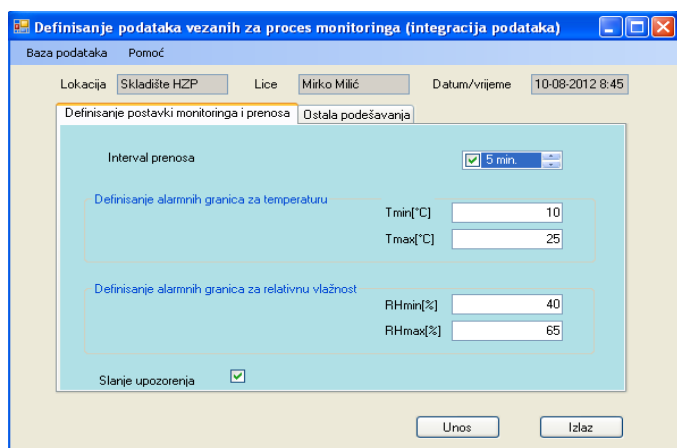 Definisanje podataka vezanih za proces monitoringa (integracija podataka)
Baza podataka Pomoć
Lokacija Skladište HZP Lice Mirko Milić Datum/vrijeme 10-08-2012 8:45
Definisanje postavki monitoringa i prenosa Ostala podešavanja
Interval prenosa 5 min.
Definisanje alarmnih granica za temperaturu
Tmin[°C] 10
Tmax[°C] 25
Definisanje alarmnih granica za relativnu vlažnost
RHmin[%] 40
RHmax[%] 65
Slanje upozorenja
Unos Izlaz